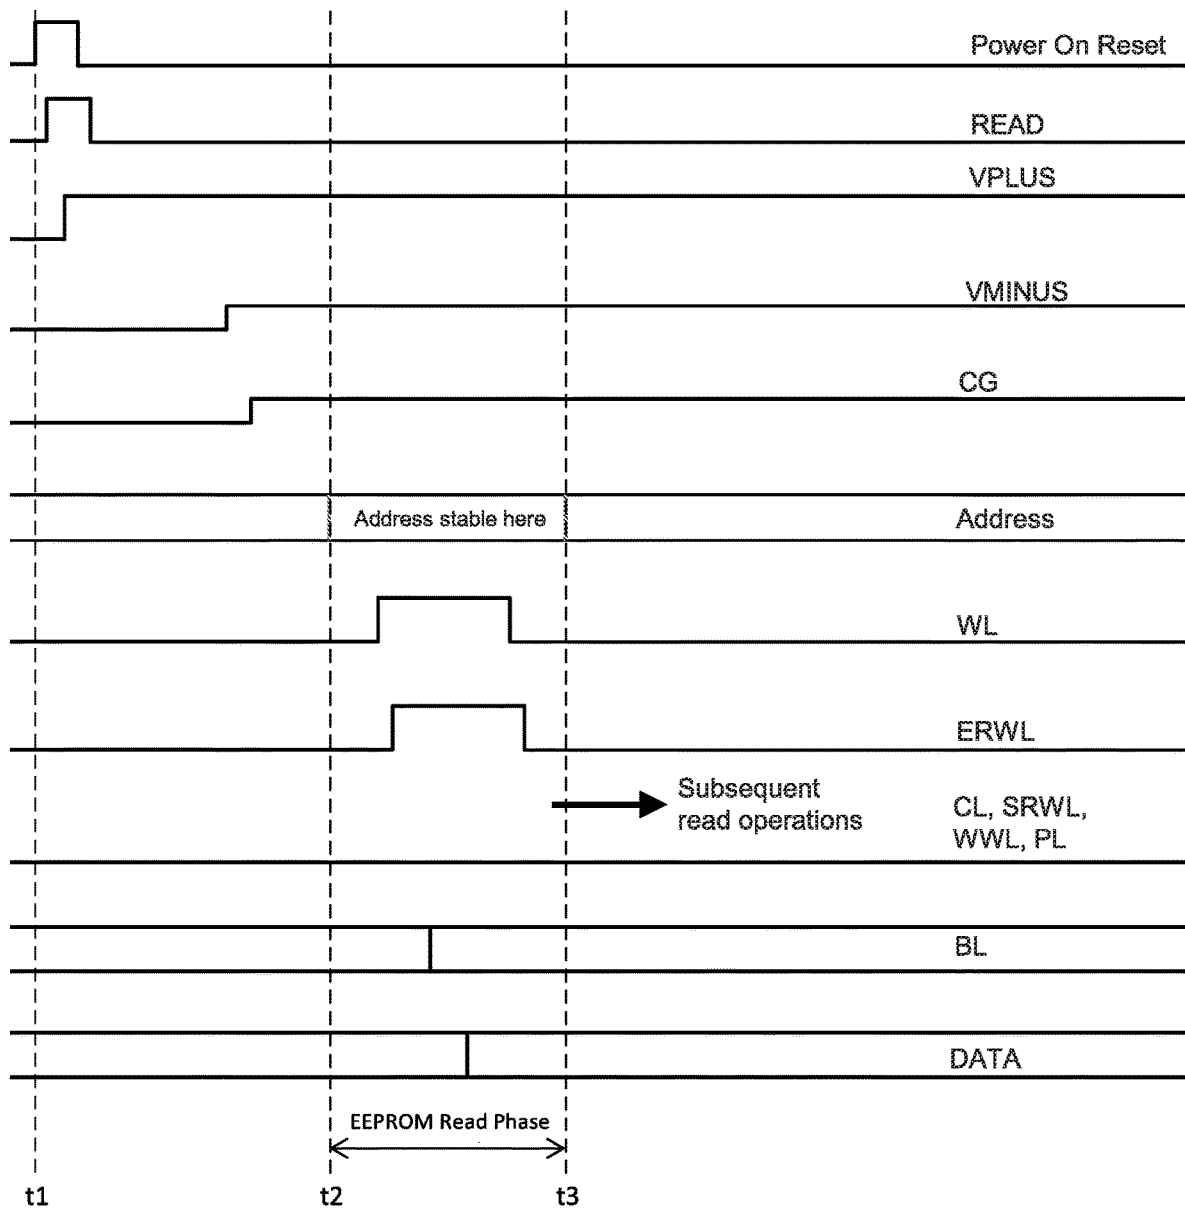 Power On Reset
READ
VPLUS
VMINUS
CG
Address stable here
Address
WL
ERWL
Subsequent
read operations
CL, SRWL,
WWL, PL
BL
DATA
EEPROM Read Phase
t1
t2
t3